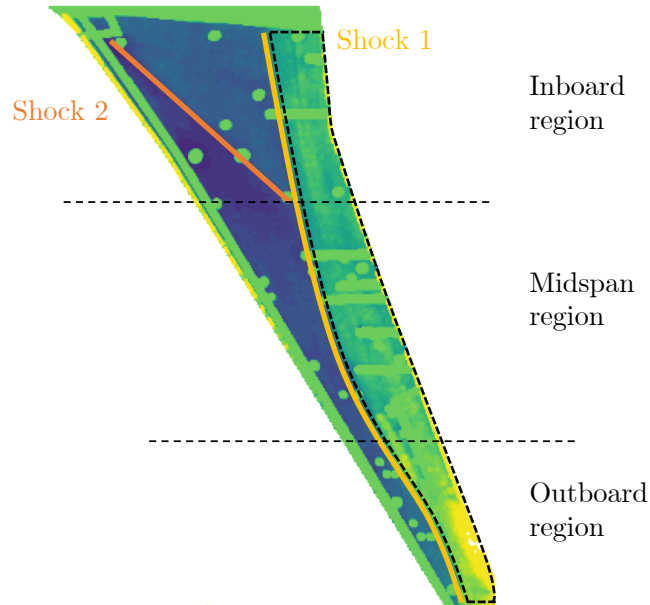 Shock 1
Inboard
region
Shock 2
Midspan
region
Outboard
region